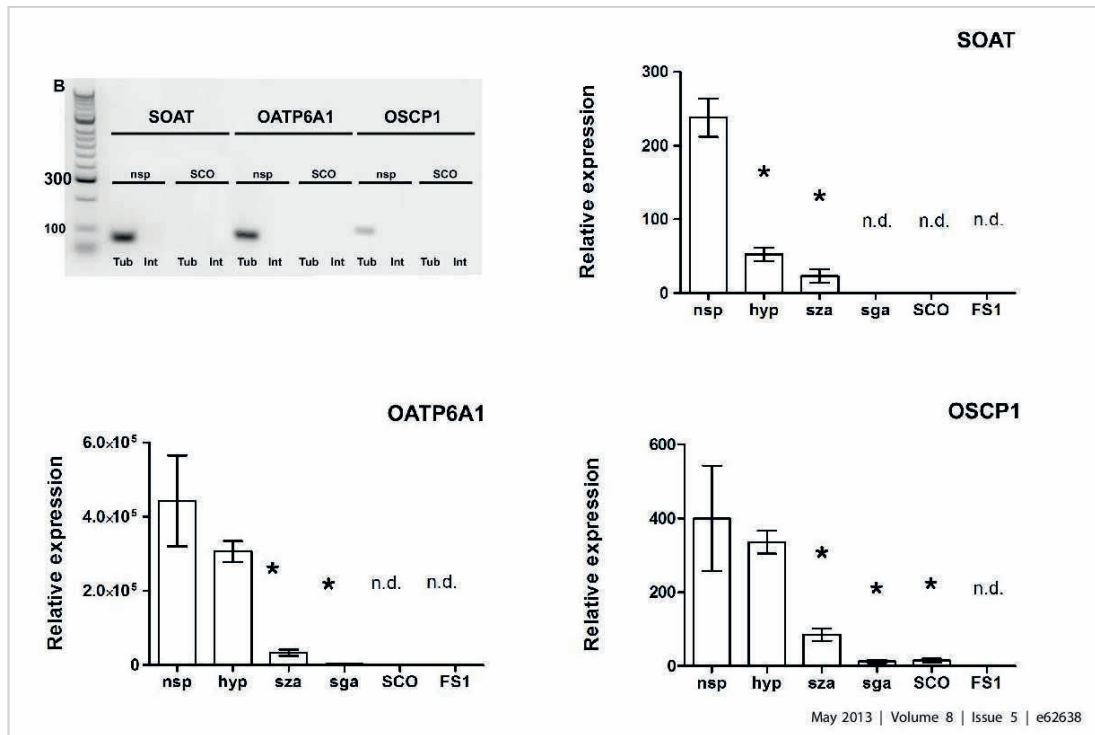 B
SOAT OATP6A1 OSCP1
300
nsp SCO nsp SCO nsp SCO
100
Tub Int Tub Int Tub Int Tub Int Tub Int Tub Int
SOAT
Relative expression
300
200
100
0
* * n.d. n.d. n.d.
nsp hyp sza sga SCO FS1
OATP6A1
Relative expression
6.0×10⁵
4.0×10⁵
2.0×10⁵
0
* * n.d. n.d.
nsp hyp sza sga SCO FS1
OSCP1
Relative expression
600
400
200
0
* * * n.d.
nsp hyp sza sga SCO FS1
May 2013 | Volume 8 | Issue 5 | e62638